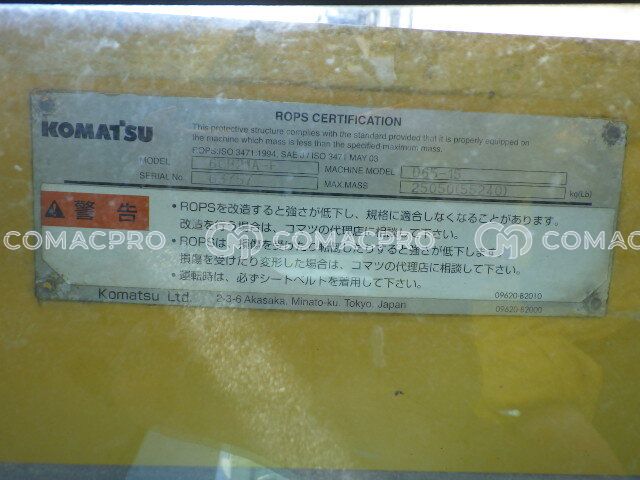 KOMATSU
ROPS CERTIFICATION
This protective structure complies with the standard provided that it is properly equipped on
the machine which mass is less than the specified maximum mass.
ROPS:ISO 3471:1994, SAE J / ISO 3471 MAY 03
MODEL
MACHINE MODEL D65-15
SERIAL NO.
MAX.MASS 25050(55240) kg(Lb)
警告
• ROPSを改造すると強さが低下し、規格に適合しなくなることがあります。
改造を 場合は、コマツの代理店に相談して下さい。
COMACPRO COMACPRO COMACPRO
• ROPSは、損傷を受けたり転倒したりすると強さが低下します。
損傷を受けたり変形した場合は、コマツの代理店に相談して下さい。
• 運転時は、必ずシートベルトを着用して下さい。
09620-82010
Komatsu Ltd. 2-3-6 Akasaka, Minato-ku, Tokyo, Japan
09620-B2000